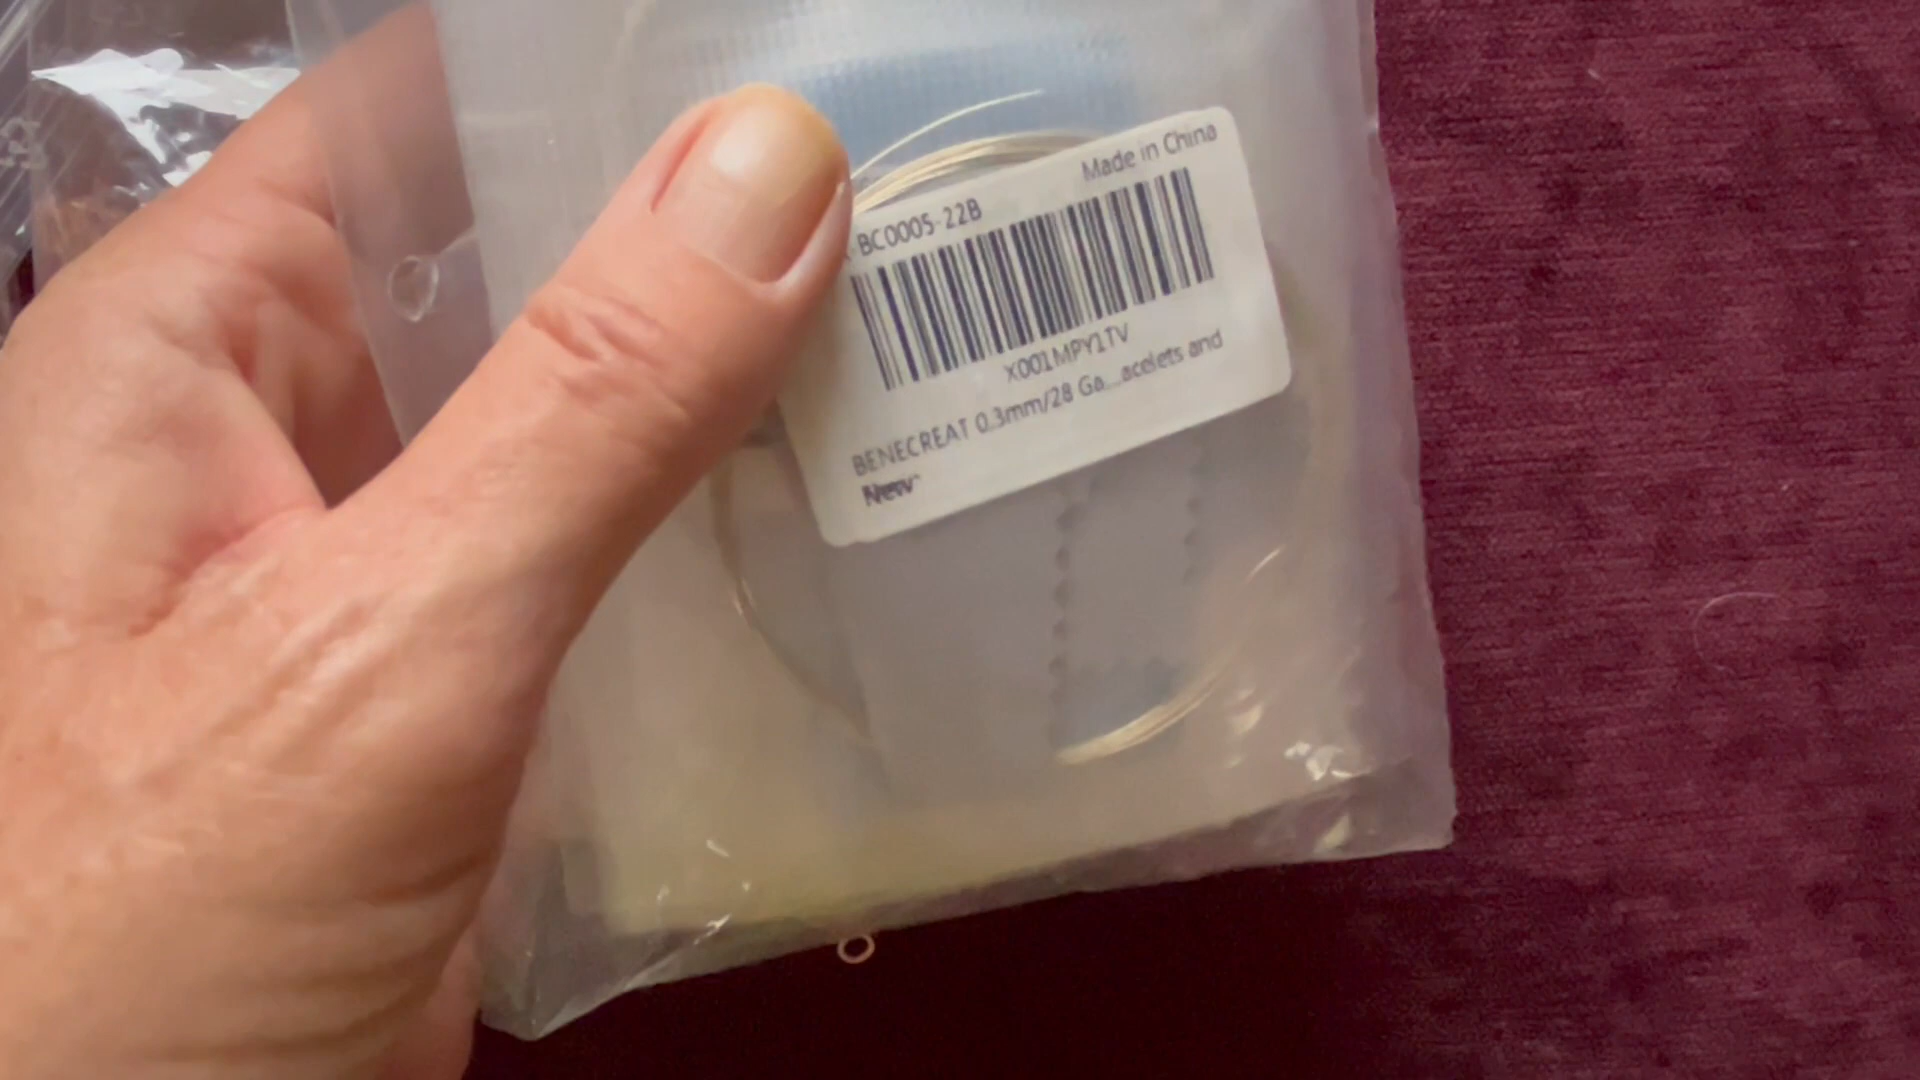 Made in China
BC0005-22B
X001MPY1TV
BENECREAT 0.3mm/28 Ga...acelets and
New